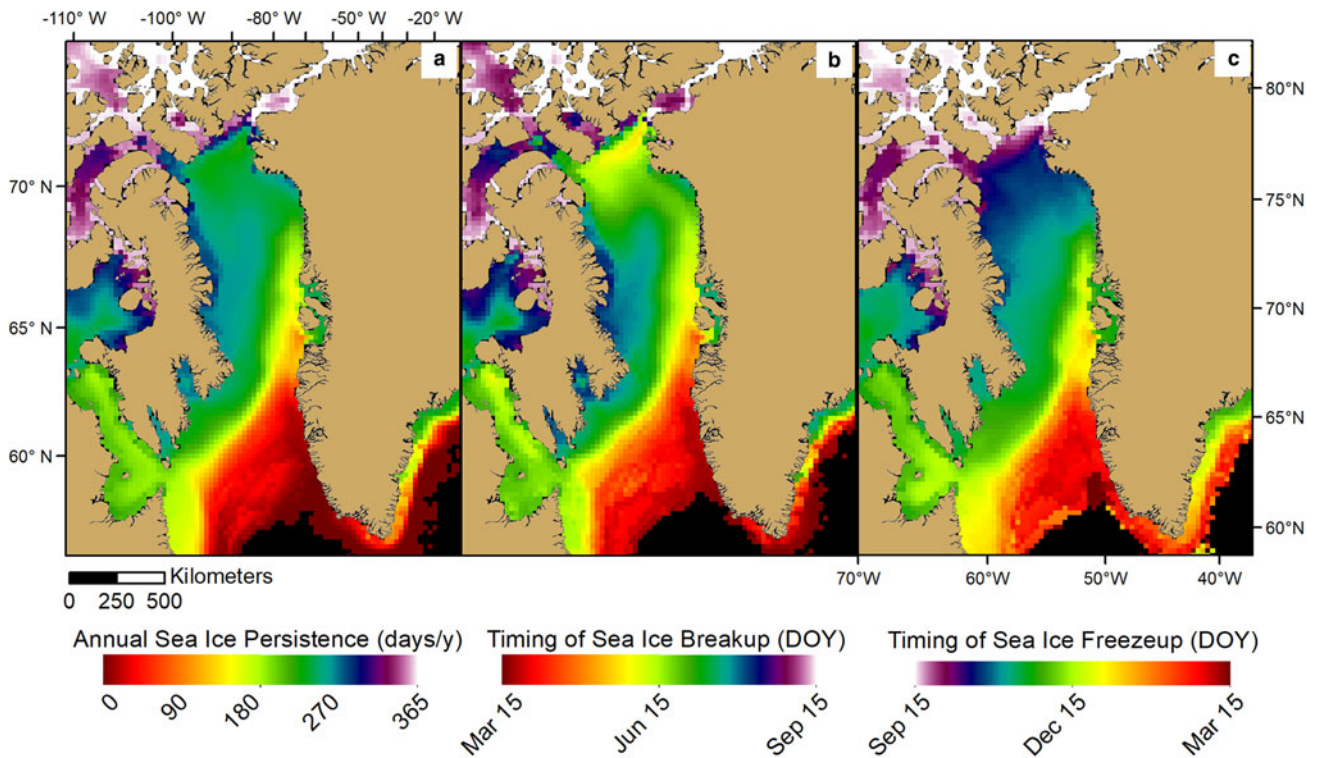 -110° W -100° W -80° W -50° W -20° W
a b c
80°N
70° N 75°N
70°N
65° N
65°N
60° N
60°N
70°W 60°W 50°W 40°W
Kilometers
0 250 500
Annual Sea Ice Persistence (days/y)
0 90 180 270 365
Timing of Sea Ice Breakup (DOY)
Mar 15 Jun 15 Sep 15
Timing of Sea Ice Freezeup (DOY)
Sep 15 Dec 15 Mar 15